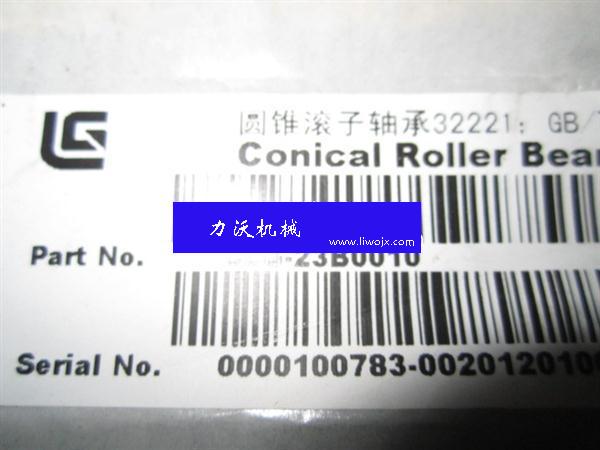 圆锥滚子轴承32221; GB/
Conical Roller Bear
力沃机械
www.liwojx.com
Part No. -23B0010
Serial No. 0000100783-0020120100